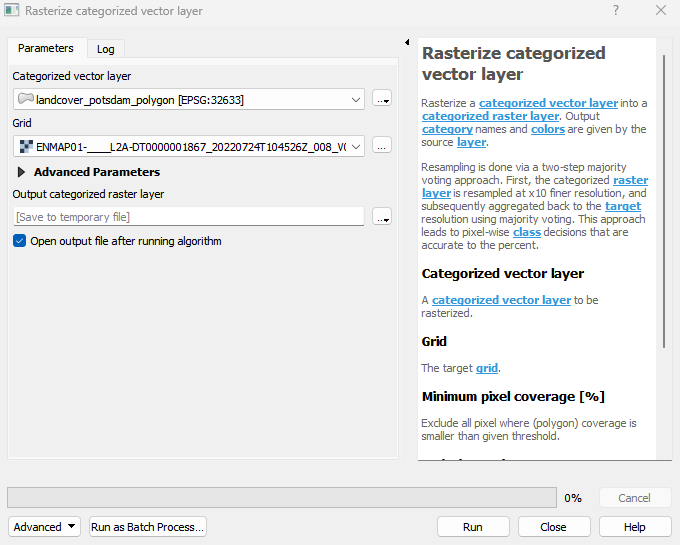 Rasterize categorized vector layer
Parameters
Log
Categorized vector layer
landcover_potsdam_polygon [EPSG:32633]
...
Grid
ENMAP01-____L2A-DT0000001867_20220724T104526Z_008_V0
...
Advanced Parameters
Output categorized raster layer
[Save to temporary file]
...
Open output file after running algorithm
Rasterize categorized
vector layer
Rasterize a categorized vector layer into a
categorized raster layer. Output
category names and colors are given by the
source layer.
Resampling is done via a two-step majority
voting approach. First, the categorized raster
layer is resampled at x10 finer resolution, and
subsequently aggregated back to the target
resolution using majority voting. This approach
leads to pixel-wise class decisions that are
accurate to the percent.
Categorized vector layer
A categorized vector layer to be
rasterized.
Grid
The target grid.
Minimum pixel coverage [%]
Exclude all pixel where (polygon) coverage is
smaller than given threshold.
0%
Cancel
Advanced
Run as Batch Process...
Run
Close
Help